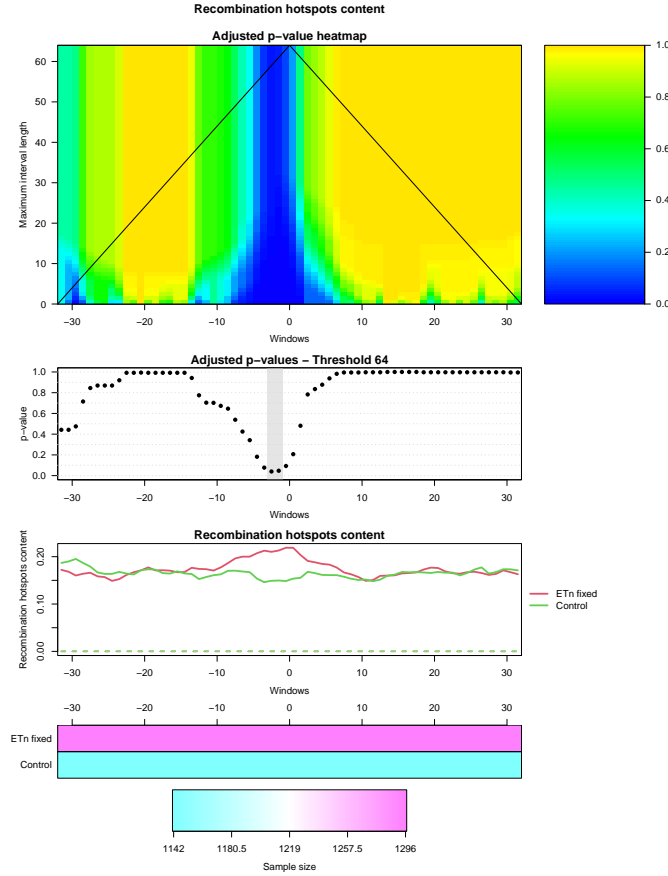 Recombination hotspots content
Adjusted p−value heatmap
Maximum interval length
60
50
40
30
20
10
0
−30 −20 −10 0 10 20 30
Windows
1.0
0.8
0.6
0.4
0.2
0.0
Adjusted p−values − Threshold 64
p−value
1.0
0.8
0.6
0.4
0.2
0.0
−30 −20 −10 0 10 20 30
Windows
Recombination hotspots content
Recombination hotspots content
0.20
0.10
0.00
−30 −20 −10 0 10 20 30
Windows
ETn fixed
Control
−30 −20 −10 0 10 20 30
ETn fixed
Control
1142 1180.5 1219 1257.5 1296
Sample size